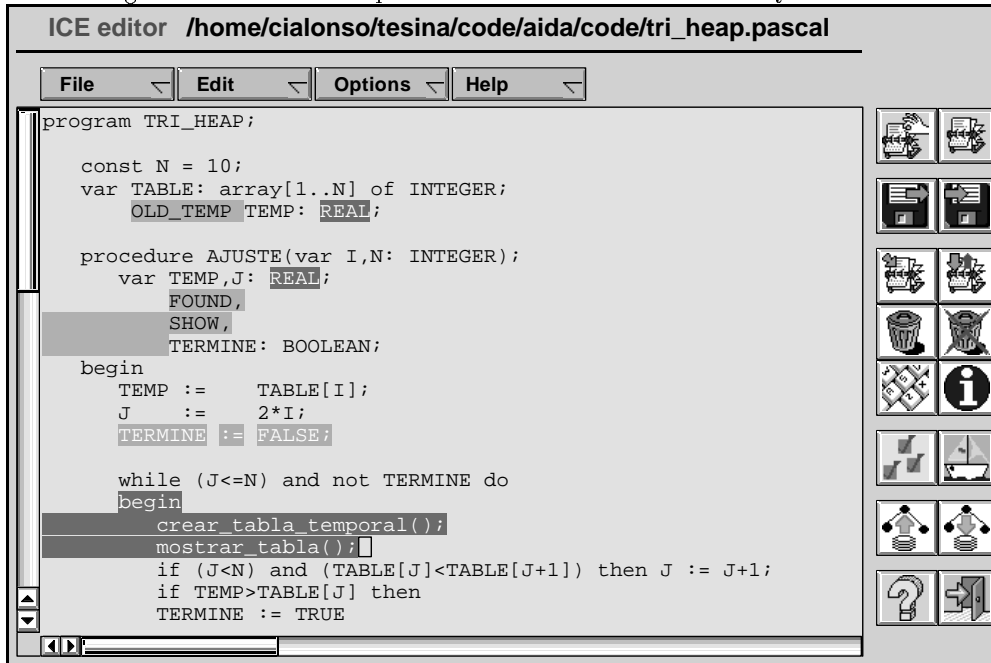 ICE editor /home/cialonso/tesina/code/aida/code/tri_heap.pascal
File Edit Options Help
program TRI_HEAP;
const N = 10;
var TABLE: array[1..N] of INTEGER;
OLD_TEMP TEMP: REAL;
procedure AJUSTE(var I,N: INTEGER);
var TEMP,J: REAL;
FOUND,
SHOW,
TERMINE: BOOLEAN;
begin
TEMP := TABLE[I];
J := 2*I;
TERMINE := FALSE;
while (J<=N) and not TERMINE do
begin
crear_tabla_temporal();
mostrar_tabla();
if (J<N) and (TABLE[J]<TABLE[J+1]) then J := J+1;
if TEMP>TABLE[J] then
TERMINE := TRUE